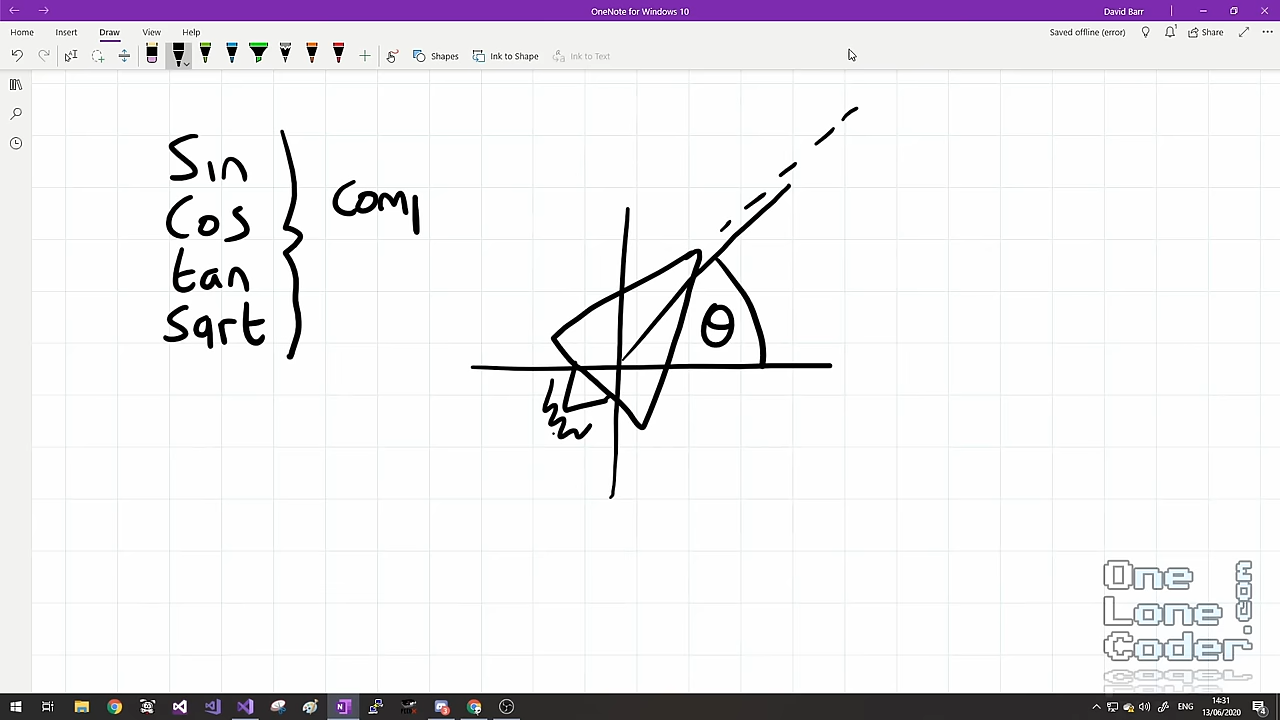 OneNote for Windows 10
David Barr
Home Insert Draw View Help
Saved offline (error)
Share
Shapes
Ink to Shape
Ink to Text
Sin
Cos
tan
Sqrt
Com
θ
One
Lone
Coder
.com
14:31
ENG
13/06/2020